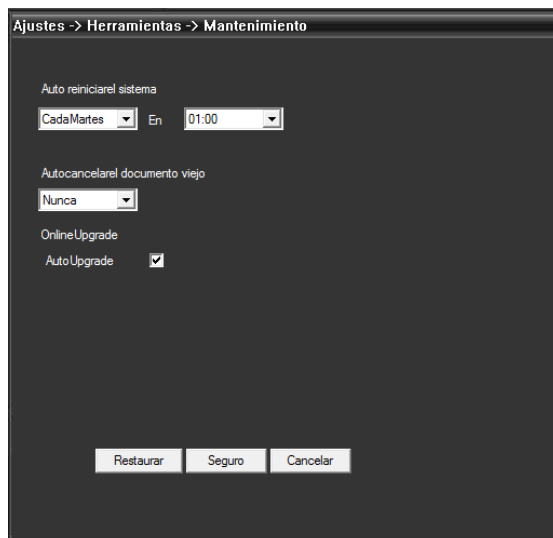 Ajustes -> Herramientas -> Mantenimiento
Auto reiniciarel sistema
CadaMartes En 01:00
Autocancelarel documento viejo
Nunca
OnlineUpgrade
AutoUpgrade
Restaurar Seguro Cancelar